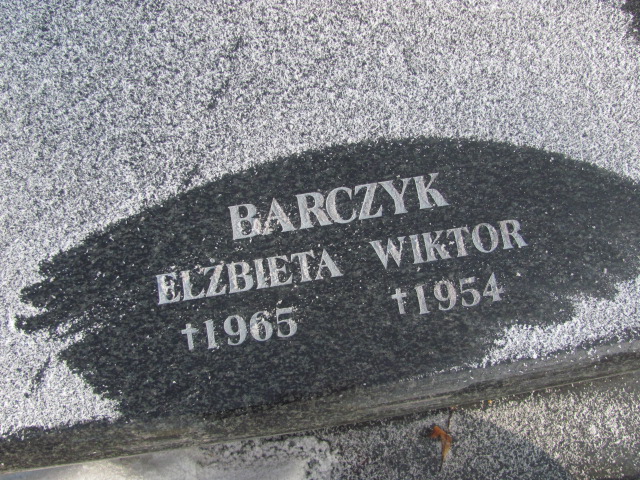 BARCZYK
ELŻBIETA WIKTOR
†1965 †1954